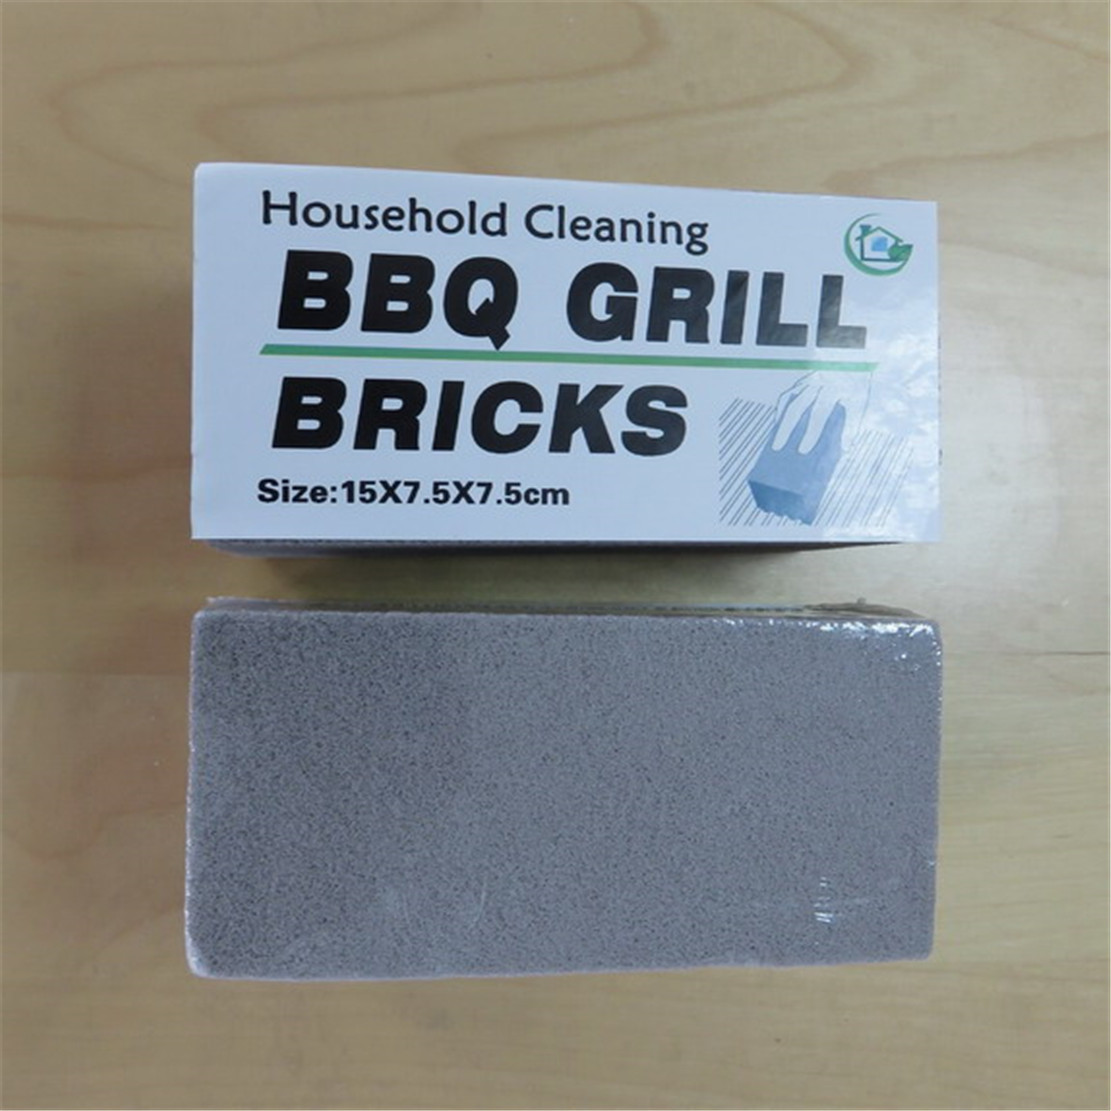 Household Cleaning
BBQ GRILL
BRICKS
Size:15X7.5X7.5cm